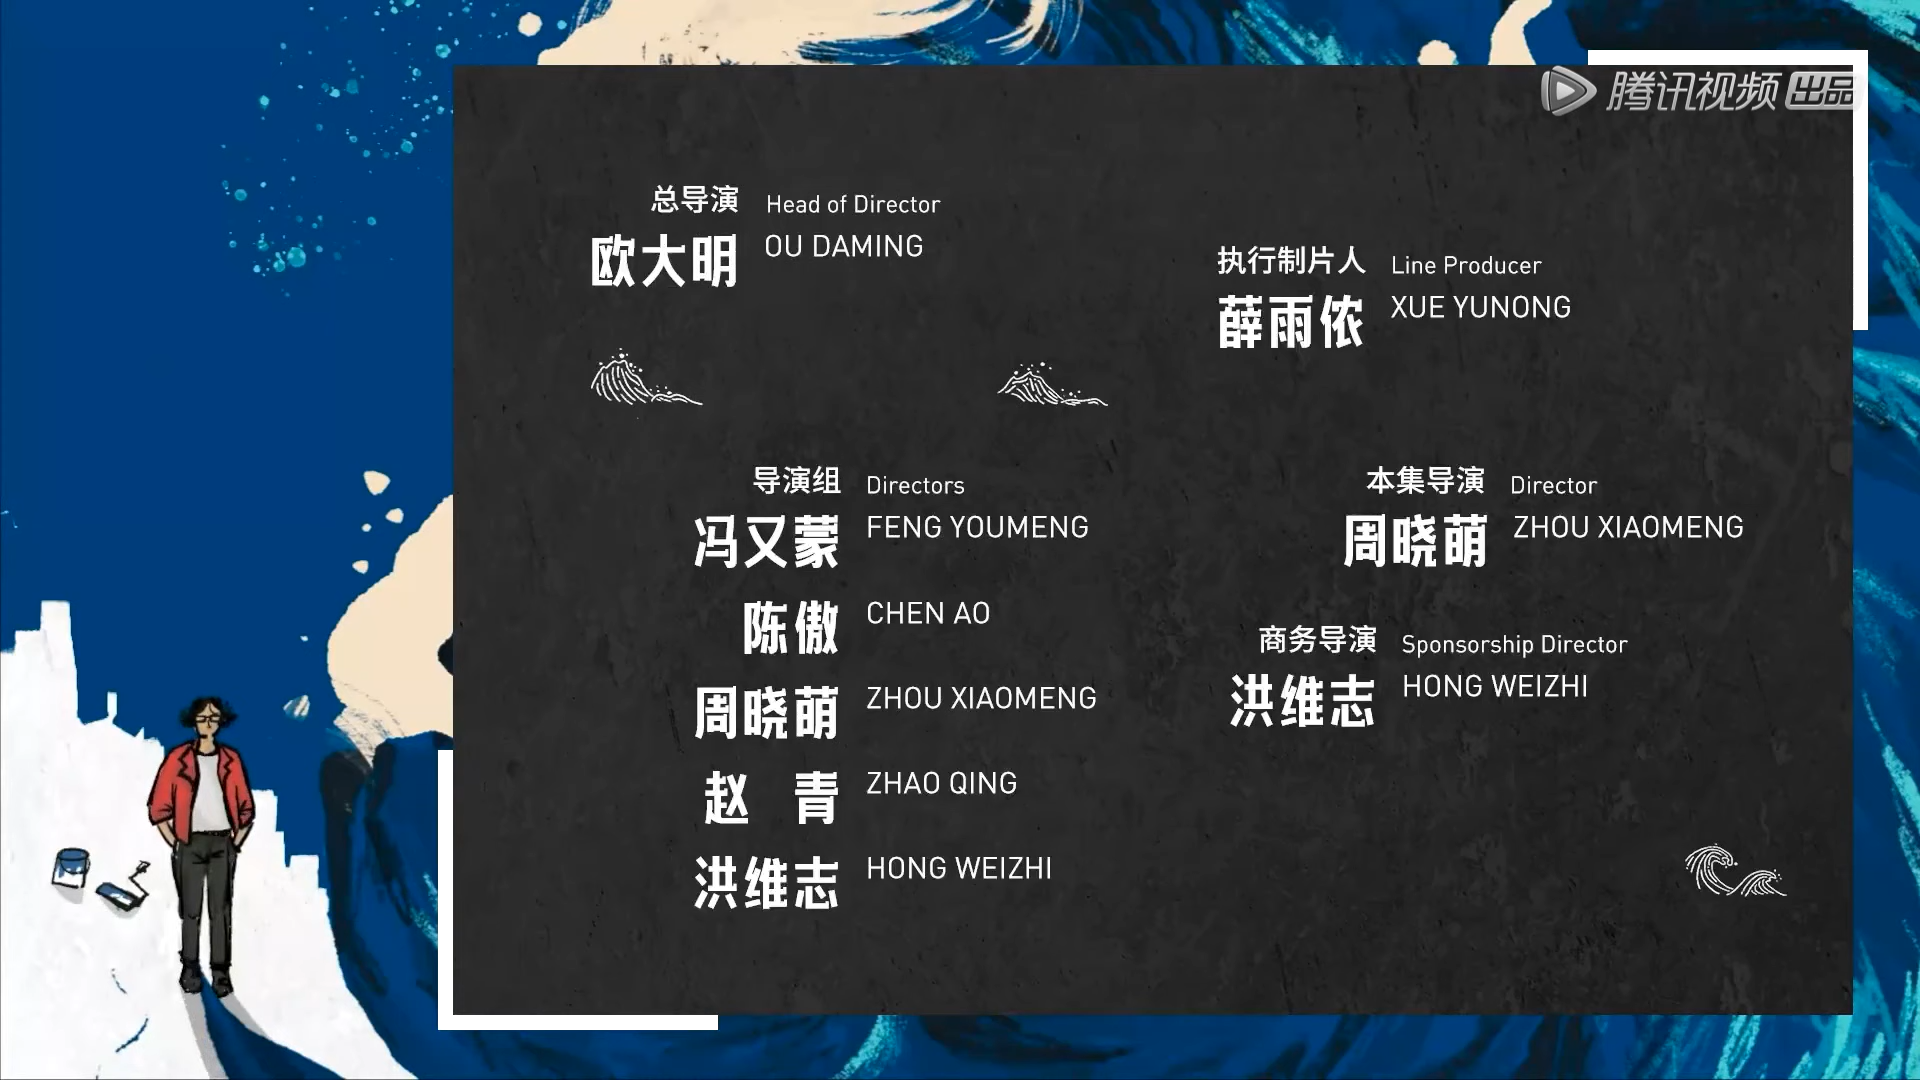 腾讯视频 出品
总导演 Head of Director
欧大明 OU DAMING
执行制片人 Line Producer
薛雨侬 XUE YUNONG
导演组 Directors
冯又蒙 FENG YOUMENG
陈傲 CHEN AO
周晓萌 ZHOU XIAOMENG
赵 青 ZHAO QING
洪维志 HONG WEIZHI
本集导演 Director
周晓萌 ZHOU XIAOMENG
商务导演 Sponsorship Director
洪维志 HONG WEIZHI